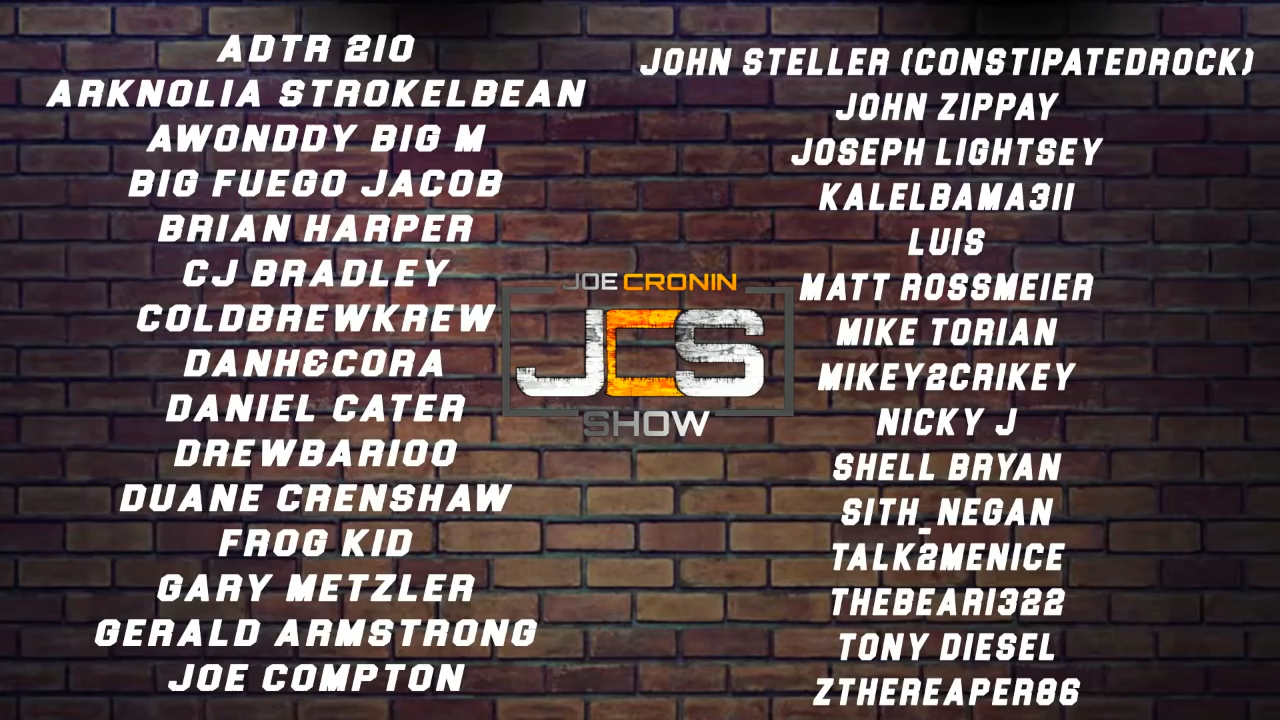 ADTR 210
ARKNOLIA STROKELBEAN
AWONDDY BIG M
BIG FUEGO JACOB
BRIAN HARPER
CJ BRADLEY
COLDBREWKREW
DANH&CORA
DANIEL CATER
DREWBAR100
DUANE CRENSHAW
FROG KID
GARY METZLER
GERALD ARMSTRONG
JOE COMPTON
JOE CRONIN
JCS
SHOW
JOHN STELLER (CONSTIPATEDROCK)
JOHN ZIPPAY
JOSEPH LIGHTSEY
KALELBAMA311
LUIS
MATT ROSSMEIER
MIKE TORIAN
MIKEY2CRIKEY
NICKY J
SHELL BRYAN
SITH_NEGAN
TALK2MENICE
THEBEAR1322
TONY DIESEL
ZTHEREAPER86